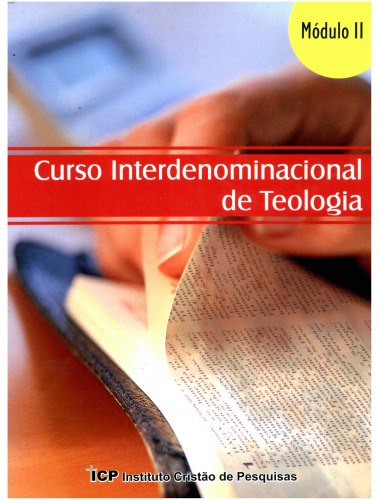 Módulo II
Curso Interdenominacional
de Teologia
ICP Instituto Cristão de Pesquisas